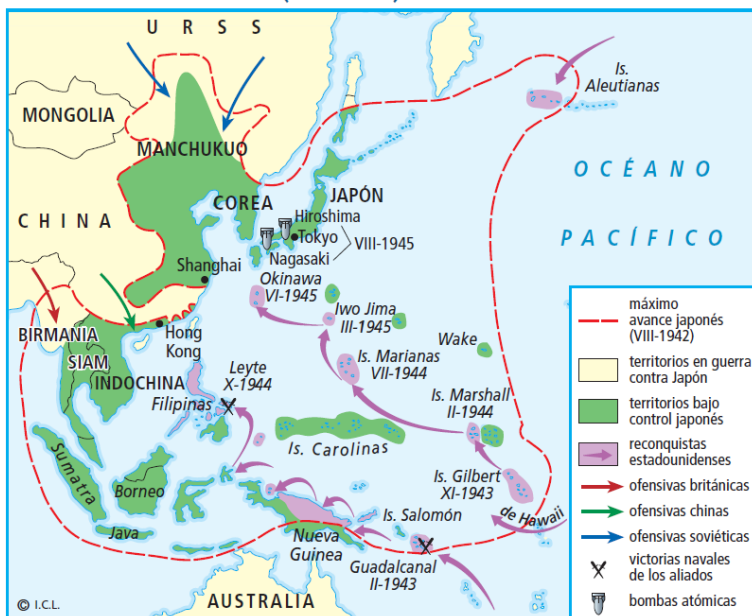 U R S S
MONGOLIA
MANCHUKUO
C H I N A
COREA
JAPÓN
Hiroshima
Tokyo
Nagasaki
VIII-1945
Shanghai
Okinawa
VI-1945
Iwo Jima
III-1945
Is.
Aleutianas
OCÉANO
PACÍFICO
BIRMANIA
SIAM
Hong
Kong
INDOCHINA
Leyte
X-1944
Filipinas
Is. Marianas
VII-1944
Wake
Is. Marshall
II-1944
Is. Carolinas
Is. Gilbert
XI-1943
de Hawaii
Sumatra
Borneo
Java
Nueva
Guinea
Is. Salomón
Guadalcanal
II-1943
AUSTRALIA
© I.C.L.
máximo
avance japonés
(VIII-1942)
territorios en guerra
contra Japón
territorios bajo
control japonés
reconquistas
estadounidenses
ofensivas británicas
ofensivas chinas
ofensivas soviéticas
victorias navales
de los aliados
bombas atómicas